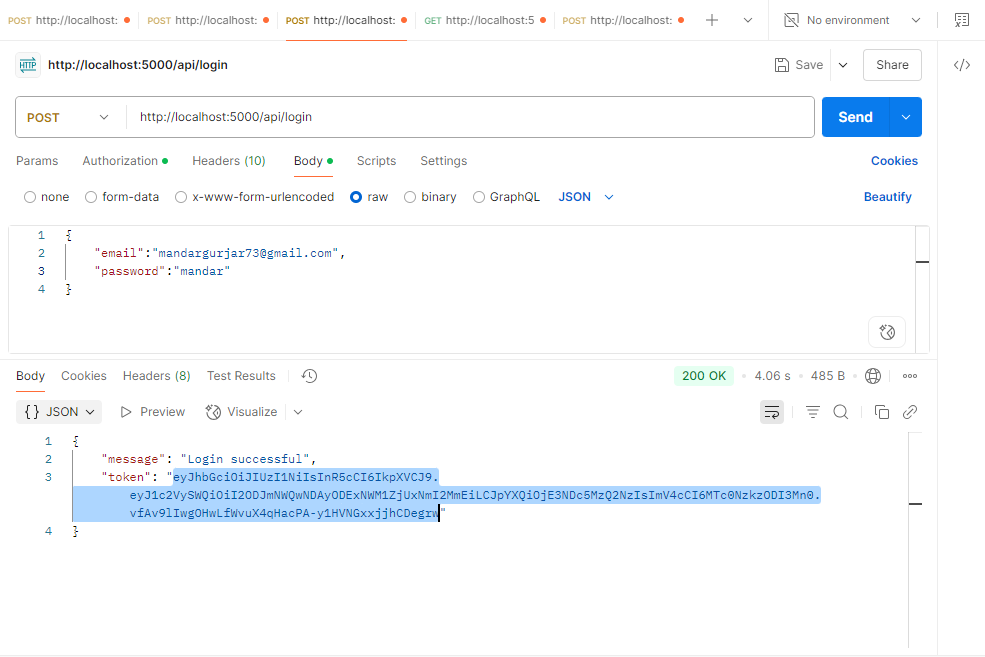 POST http://localhost: POST http://localhost: POST http://localhost: GET http://localhost:5 POST http://localhost: No environment
HTTP http://localhost:5000/api/login Save Share
POST http://localhost:5000/api/login Send
Params Authorization Headers (10) Body Scripts Settings Cookies
none form-data x-www-form-urlencoded raw binary GraphQL JSON Beautify
1 {
2 "email":"mandargurjar73@gmail.com",
3 "password":"mandar"
4 }
Body Cookies Headers (8) Test Results 200 OK 4.06 s 485 B
{} JSON Preview Visualize
1 {
2 "message": "Login successful",
3 "token": "eyJhbGciOiJIUzI1NiIsInR5cCI6IkpXVCJ9.
eyJ1c2VySWQiOiI2ODJmNWQwNDAyODExNWM1ZjUxNmI2MmEiLCJpYXQiOjE3NDc5MzQ2NzIsImV4cCI6MTc0NzkzODI3Mn0.
vfAv9lIwgOHwLfWvuX4qHacPA-y1HVNGxxjjhCDegrw"
4 }